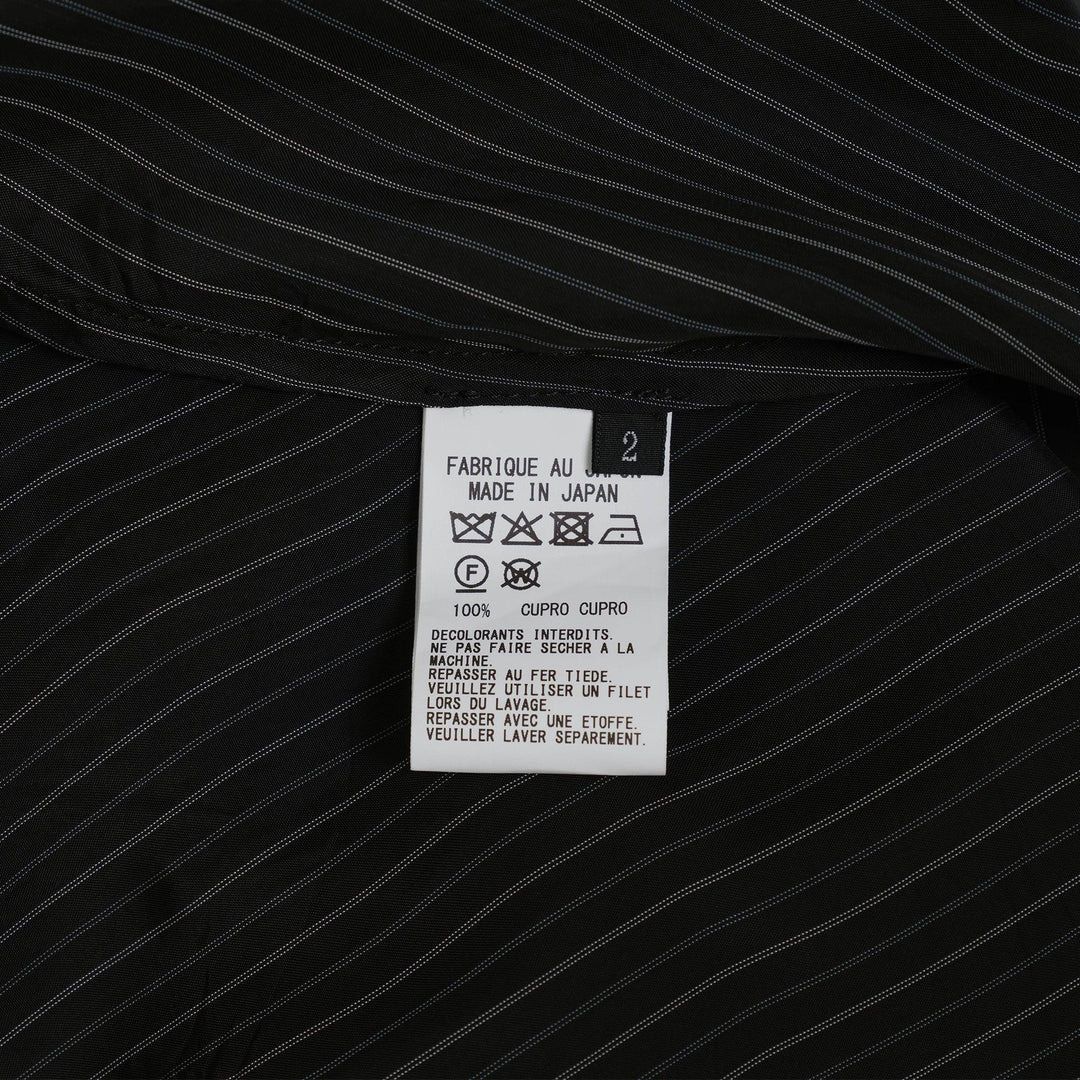 2
FABRIQUE AU JAPON
MADE IN JAPAN
F
W
100% CUPRO CUPRO
DECOLORANTS INTERDITS.
NE PAS FAIRE SECHER A LA
MACHINE.
REPASSER AU FER TIEDE.
VEUILLEZ UTILISER UN FILET
LORS DU LAVAGE.
REPASSER AVEC UNE ETOFFE.
VEUILLER LAVER SEPAREMENT.